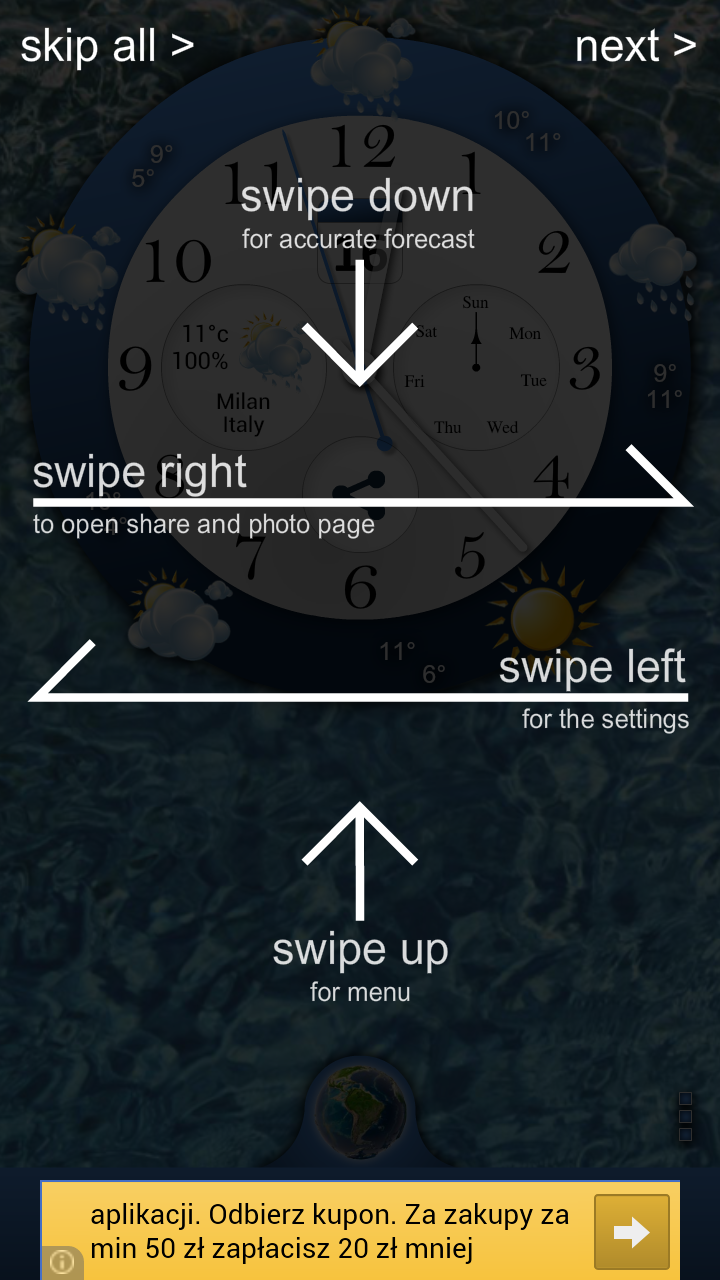 skip all >
next >
12
11
1
10° 11°
9°
5°
swipe down
for accurate forecast
16
10
2
Sun
Sat
Mon
11°c
100%
9
3
Fri
Tue
9°
11°
Milan
Italy
Thu
Wed
swipe right
8
4
to open share and photo page
7
5
6
11°
6°
swipe left
for the settings
swipe up
for menu
aplikacji. Odbierz kupon. Za zakupy za
min 50 zł zapłacisz 20 zł mniej